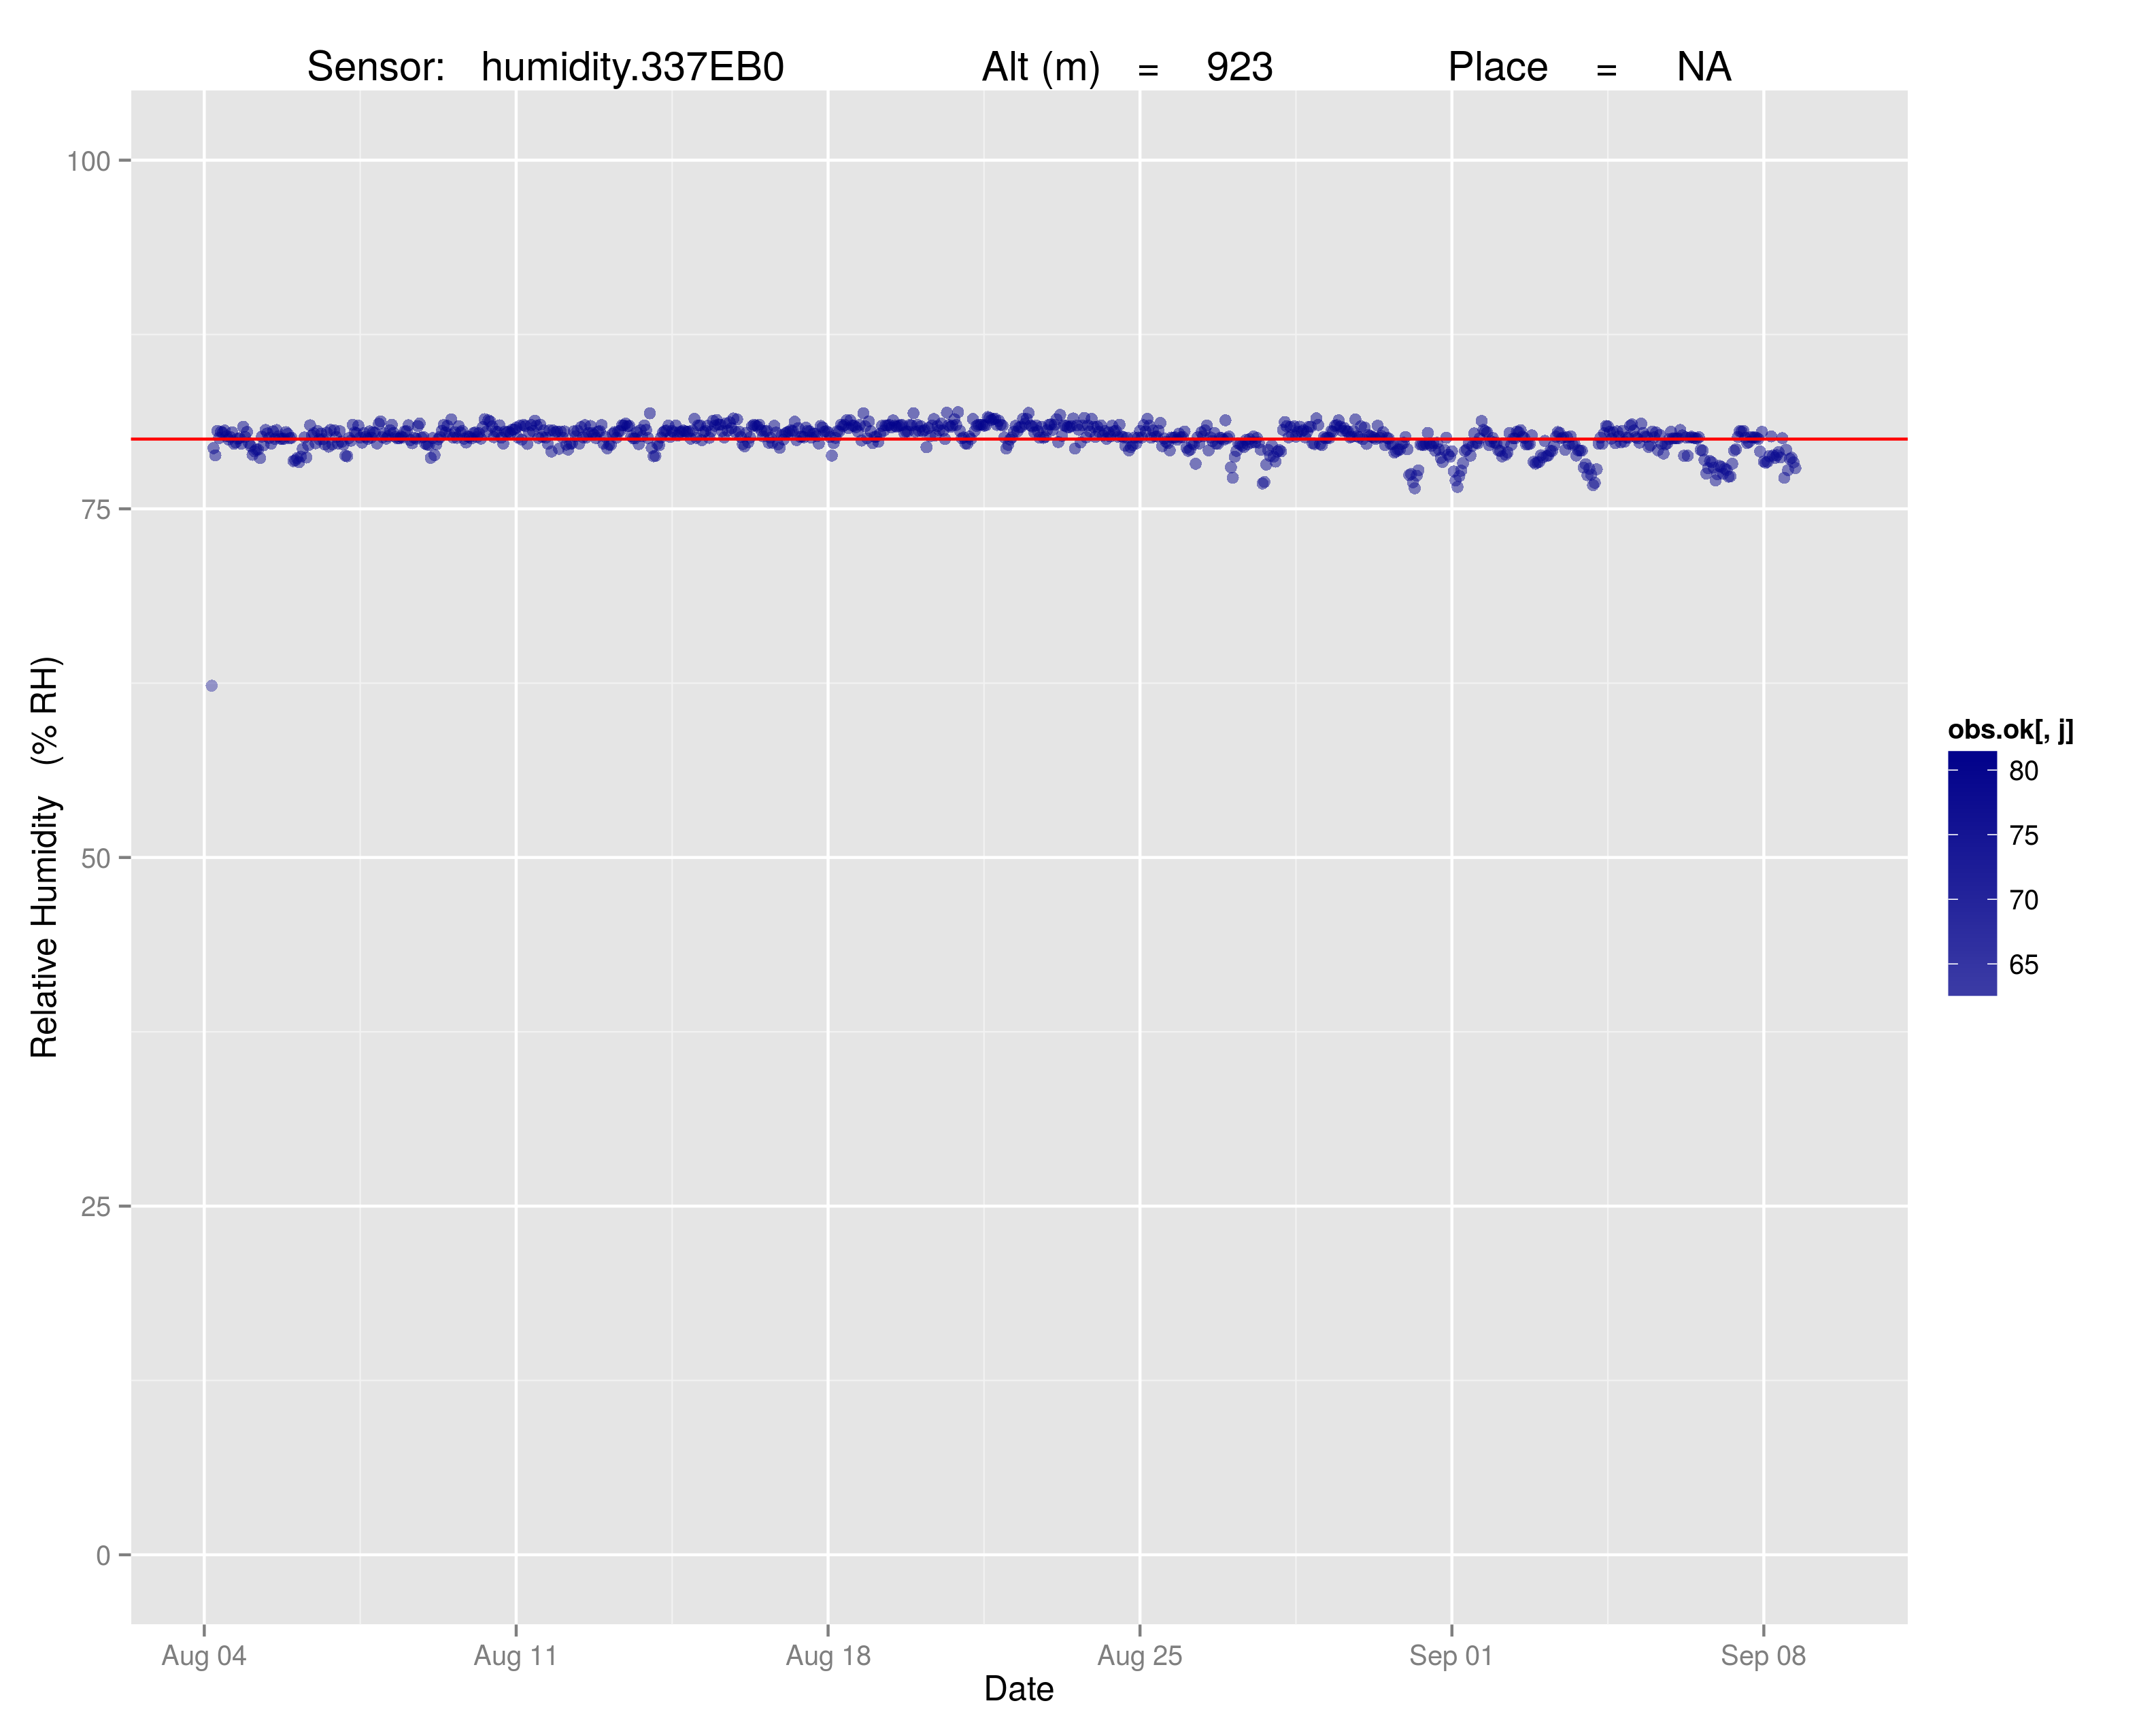 Sensor: humidity.337EB0 Alt (m) = 923 Place = NA
100
75
50
25
0
Relative Humidity (% RH)
Aug 04 Aug 11 Aug 18 Aug 25 Sep 01 Sep 08
Date
obs.ok[, j]
80
75
70
65